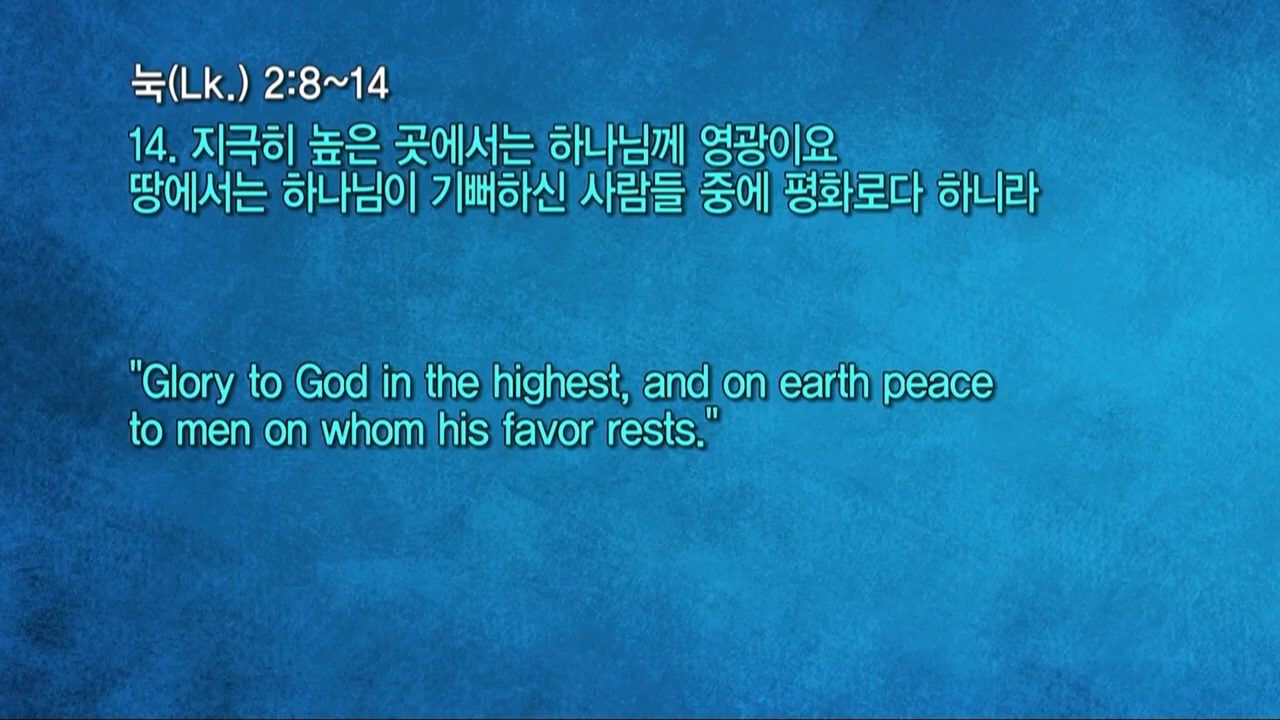 눅(Lk.) 2:8~14
14. 지극히 높은 곳에서는 하나님께 영광이요
땅에서는 하나님이 기뻐하신 사람들 중에 평화로다 하니라
"Glory to God in the highest, and on earth peace
to men on whom his favor rests."